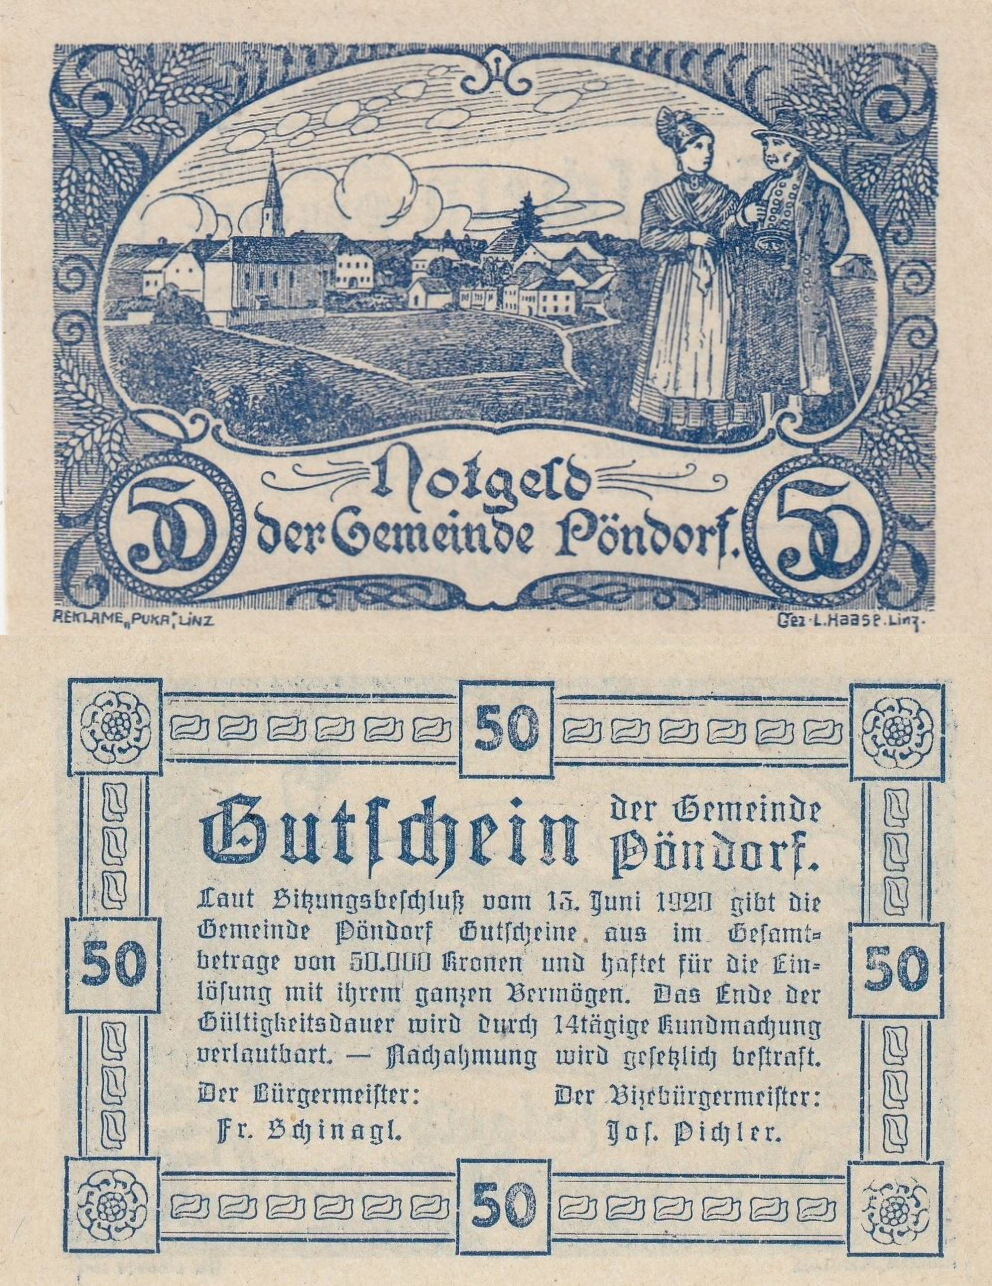 50
Notgeld
der Gemeinde Pöndorf.
50
REKLAME „PUKA“, LINZ
Gez. L. Haase. Linz.
50
Gutschein
der Gemeinde
Pöndorf.
Laut Sitzungsbeschluß vom 13. Juni 1920 gibt die
Gemeinde Pöndorf Gutscheine aus im Gesamt=
betrage von 50.000 Kronen und haftet für die Ein=
lösung mit ihrem ganzen Vermögen. Das Ende der
Gültigkeitsdauer wird durch 14tägige Kundmachung
verlautbart. — Nachahmung wird gesetzlich bestraft.
Der Bürgermeister:
Fr. Schinagl.
Der Vizebürgermeister:
Jos. Pichler.
50
50
50